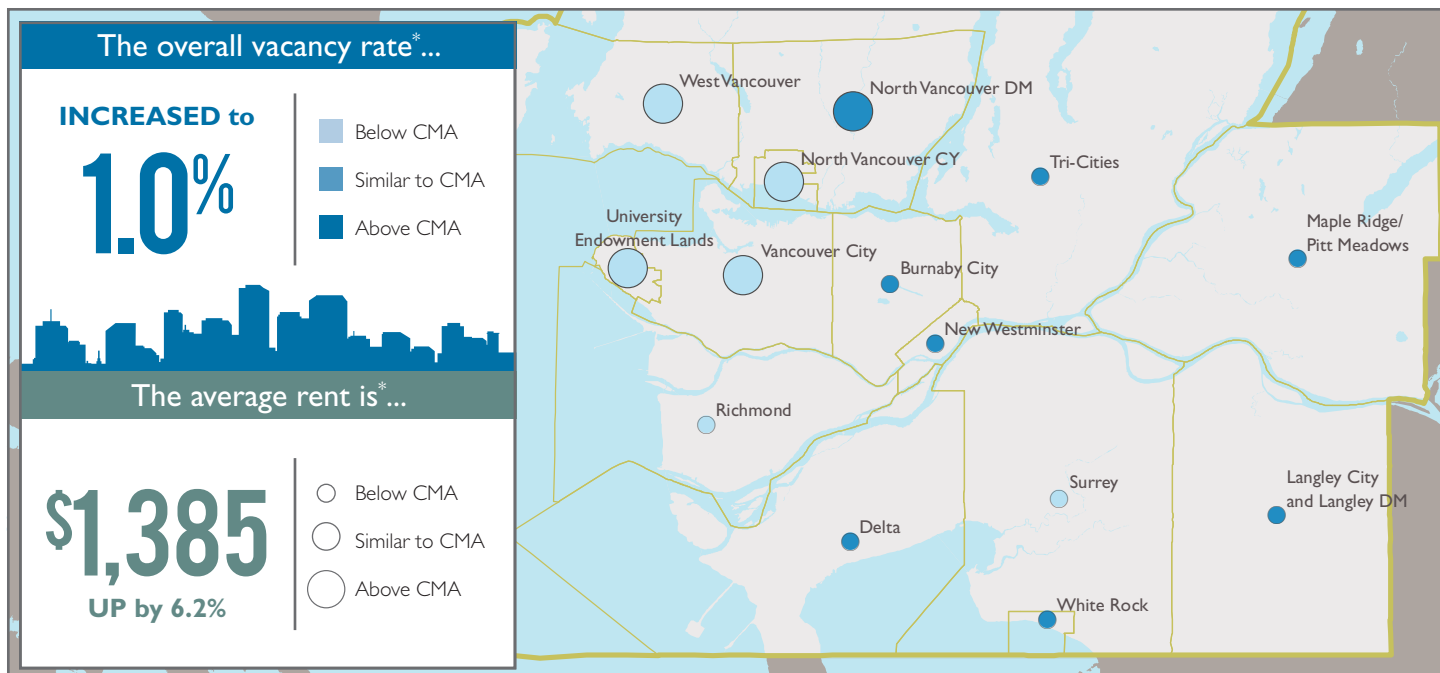 The overall vacancy rate*...
INCREASED to
1.0%
Below CMA
Similar to CMA
Above CMA
The average rent is*...
$1,385
UP by 6.2%
Below CMA
Similar to CMA
Above CMA
West Vancouver
North Vancouver DM
North Vancouver CY
Tri-Cities
University
Endowment Lands
Vancouver City
Burnaby City
Maple Ridge/
Pitt Meadows
New Westminster
Richmond
Surrey
Langley City
and Langley DM
Delta
White Rock